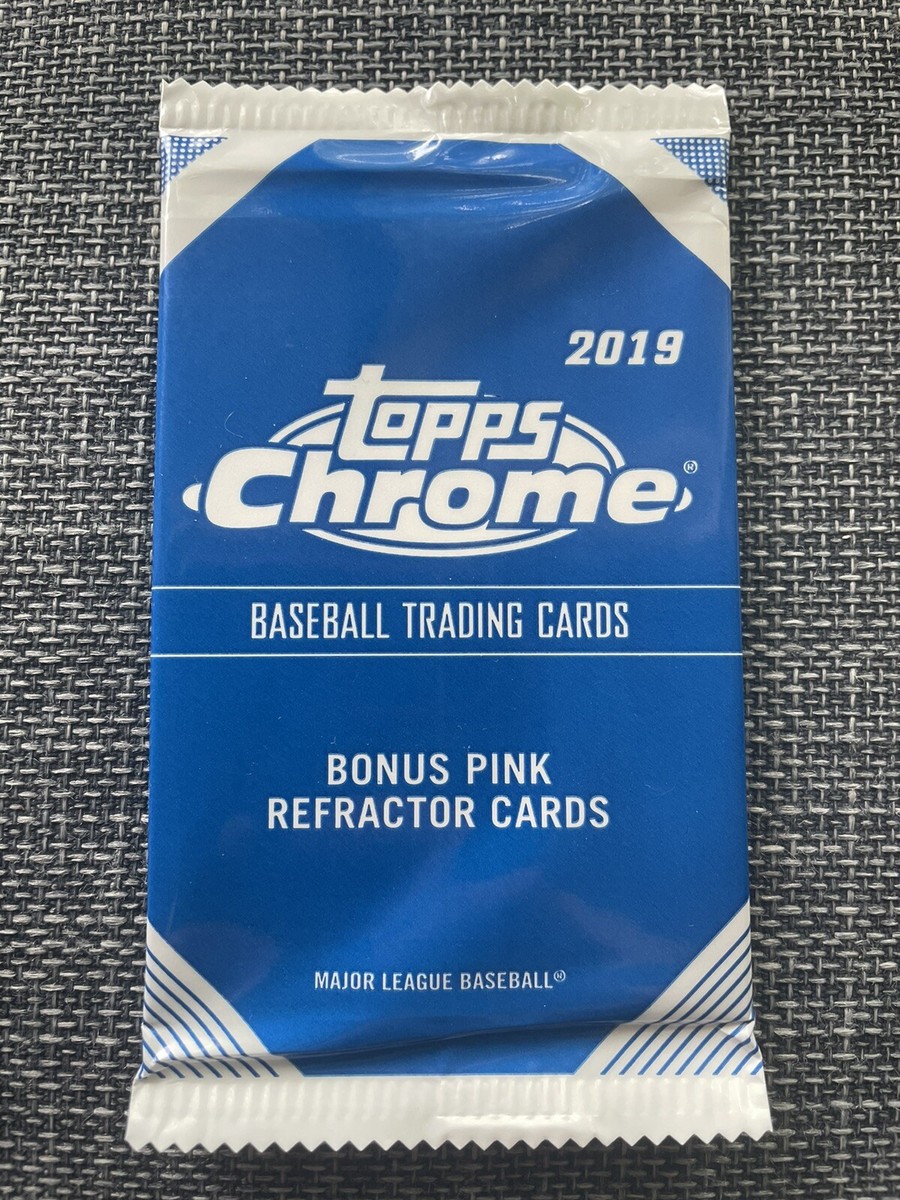 2019
topps
Chrome®
BASEBALL TRADING CARDS
BONUS PINK
REFRACTOR CARDS
MAJOR LEAGUE BASEBALL®